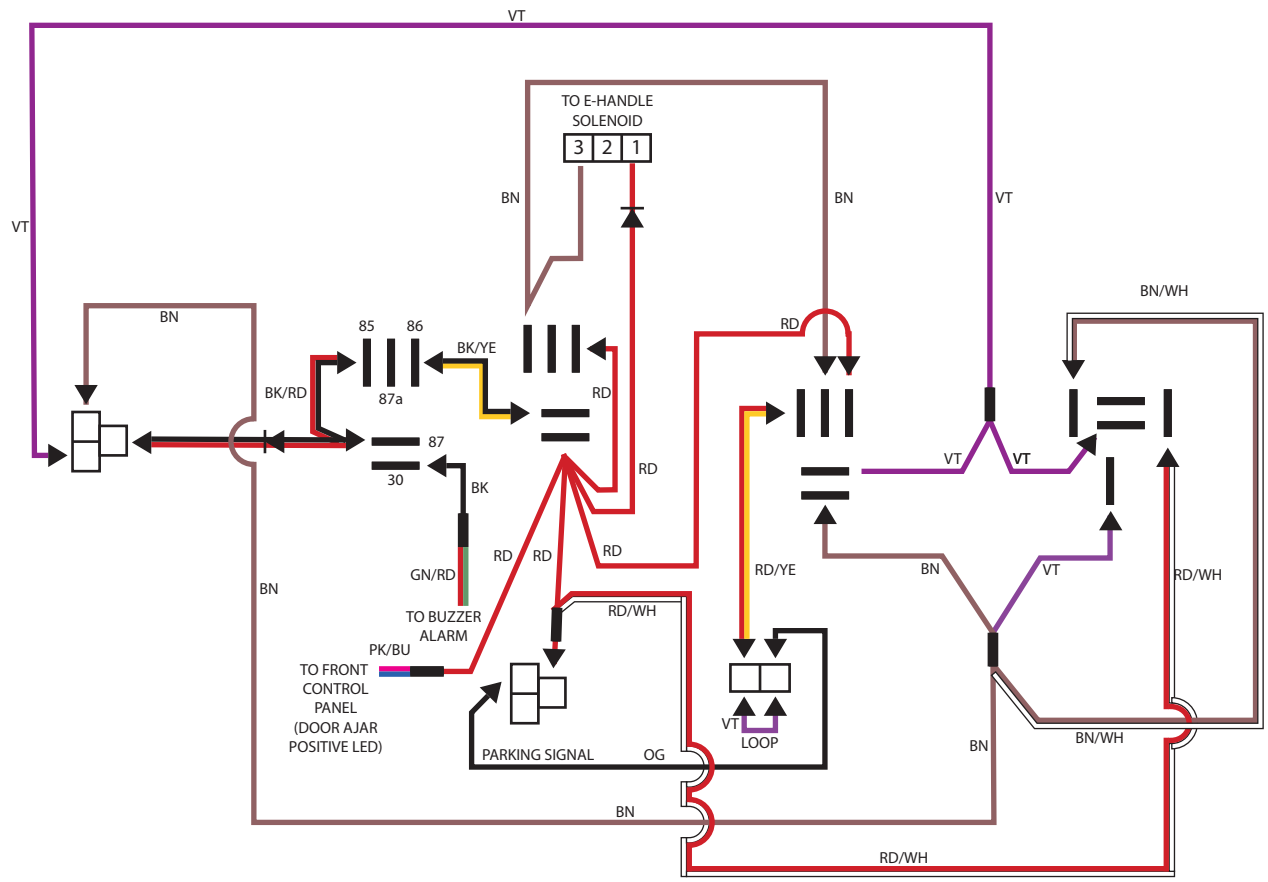 VT
TO E-HANDLE
SOLENOID
3 2 1
BN
BN
VT
VT
BN/WH
BN
85
86
RD
BK/YE
BK/RD
87a
RD
87
30
VT
VT
RD
BK
RD
RD
RD
BN
VT
RD/YE
RD/WH
GN/RD
BN
RD/WH
TO BUZZER
ALARM
PK/BU
TO FRONT
CONTROL
PANEL
(DOOR AJAR
POSITIVE LED)
VT
LOOP
BN/WH
BN
PARKING SIGNAL
OG
BN
RD/WH